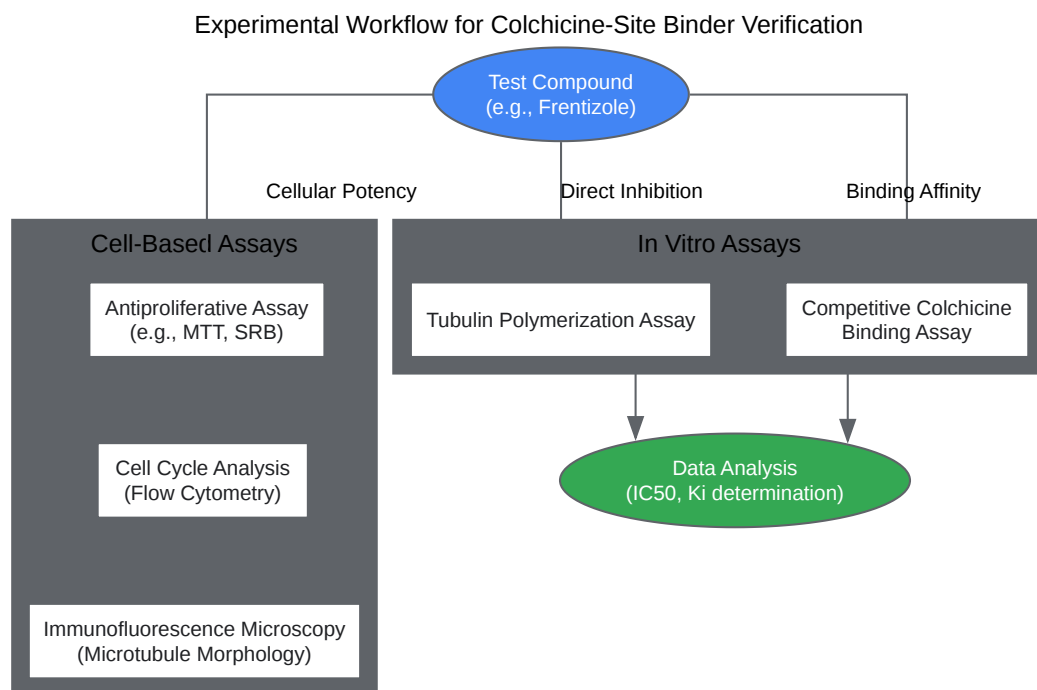 Experimental Workflow for Colchicine-Site Binder Verification
Test Compound
(e.g., Frentizole)
Cellular Potency
Direct Inhibition
Binding Affinity
Cell-Based Assays
In Vitro Assays
Antiproliferative Assay
(e.g., MTT, SRB)
Tubulin Polymerization Assay
Competitive Colchicine
Binding Assay
Cell Cycle Analysis
(Flow Cytometry)
Data Analysis
(IC50, Ki determination)
Immunofluorescence Microscopy
(Microtubule Morphology)